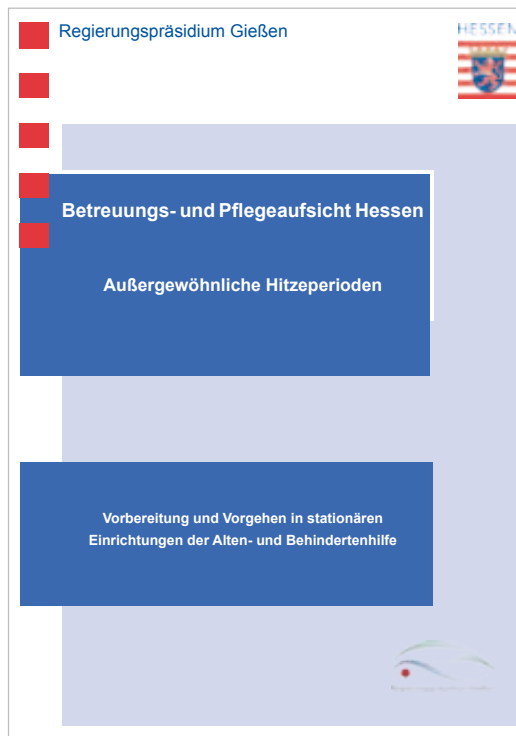 Regierungspräsidium Gießen
HESSEN
Betreuungs- und Pflegeaufsicht Hessen
Außergewöhnliche Hitzeperioden
Vorbereitung und Vorgehen in stationären
Einrichtungen der Alten- und Behindertenhilfe